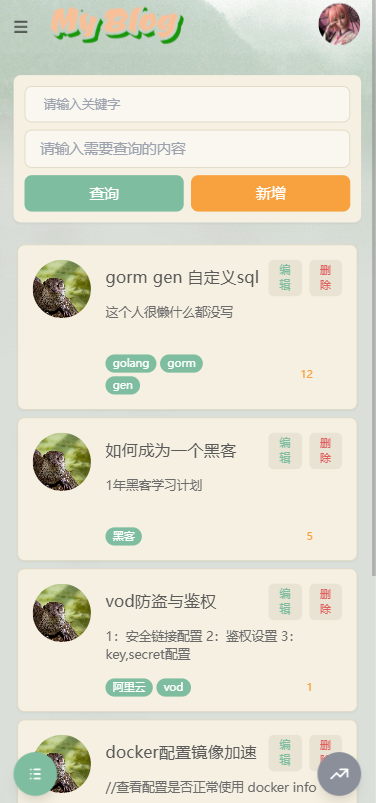 My Blog
请输入关键字
请输入需要查询的内容
查询 新增
gorm gen 自定义sql
编辑 删除
这个人很懒什么都没写
golang gorm
gen
12
如何成为一个黑客
编辑 删除
1年黑客学习计划
黑客
5
vod防盗与鉴权
编辑 删除
1：安全链接配置 2：鉴权设置 3：
key,secret配置
阿里云 vod
1
docker配置镜像加速
编辑 删除
//查看配置是否正常使用 docker info